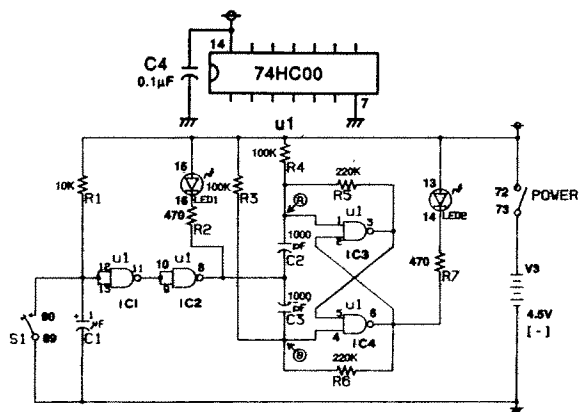 14
C4
0.1µF
74HC00
7
u1
10K
R1
16
16
LED1
470
R2
100K
R3
100K
R4
220K
R5
A
1000
pF
C2
1
2
u1
3
IC3
13
14
LED2
470
R7
72
73
POWER
V3
4.5V
[-]
12
13
u1
11
IC1
10
9
u1
8
IC2
1000
pF
C3
B
u1
5
4
6
IC4
220K
R6
S1
90
89
+
1
µF
C1